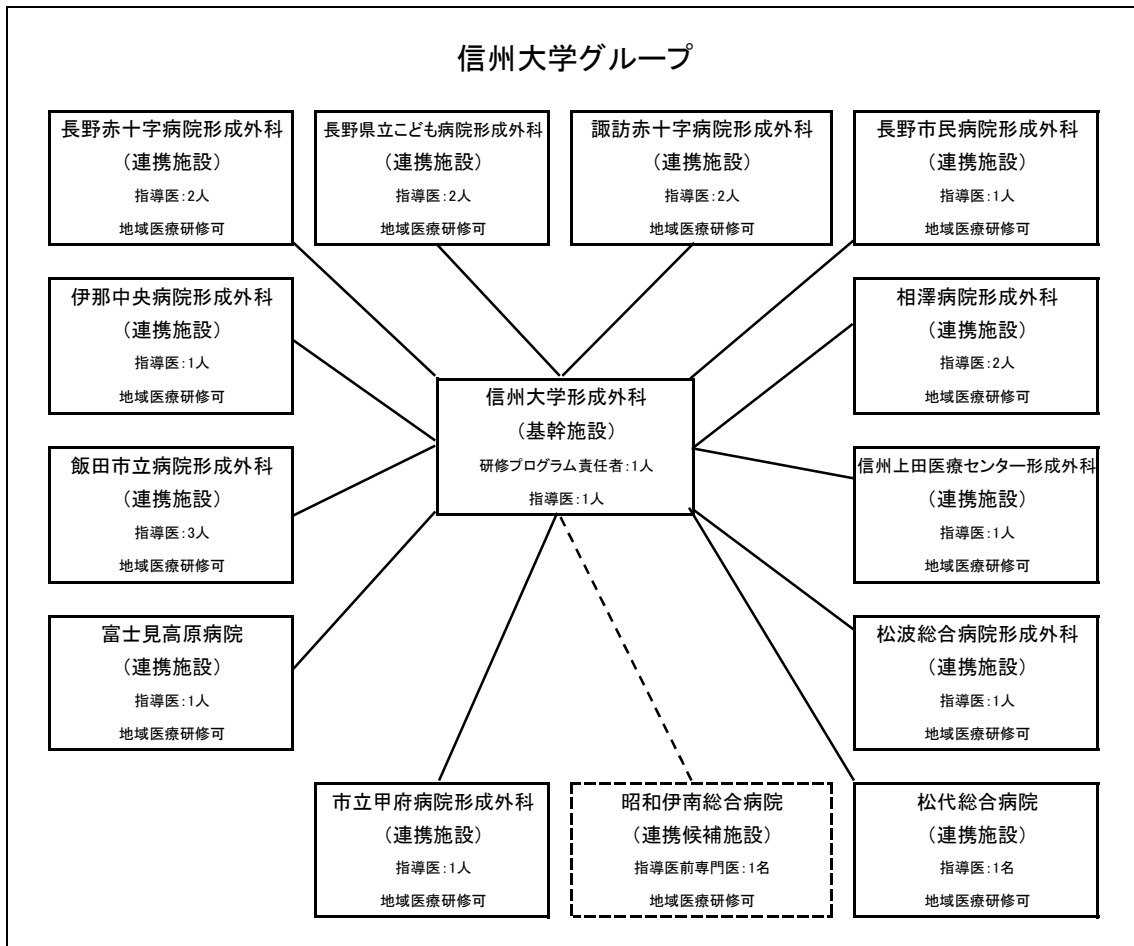 信州大学グループ
長野赤十字病院形成外科
（連携施設）
指導医：2人
地域医療研修可
長野県立こども病院形成外科
（連携施設）
指導医：2人
地域医療研修可
諏訪赤十字病院形成外科
（連携施設）
指導医：2人
地域医療研修可
長野市民病院形成外科
（連携施設）
指導医：1人
地域医療研修可
伊那中央病院形成外科
（連携施設）
指導医：1人
地域医療研修可
相澤病院形成外科
（連携施設）
指導医：2人
地域医療研修可
信州大学形成外科
（基幹施設）
研修プログラム責任者：1人
指導医：1人
飯田市立病院形成外科
（連携施設）
指導医：3人
地域医療研修可
信州上田医療センター形成外科
（連携施設）
指導医：1人
地域医療研修可
富士見高原病院
（連携施設）
指導医：1人
地域医療研修可
松波総合病院形成外科
（連携施設）
指導医：1人
地域医療研修可
市立甲府病院形成外科
（連携施設）
指導医：1人
地域医療研修可
昭和伊南総合病院
（連携候補施設）
指導医前専門医：1名
地域医療研修可
松代総合病院
（連携施設）
指導医：1名
地域医療研修可